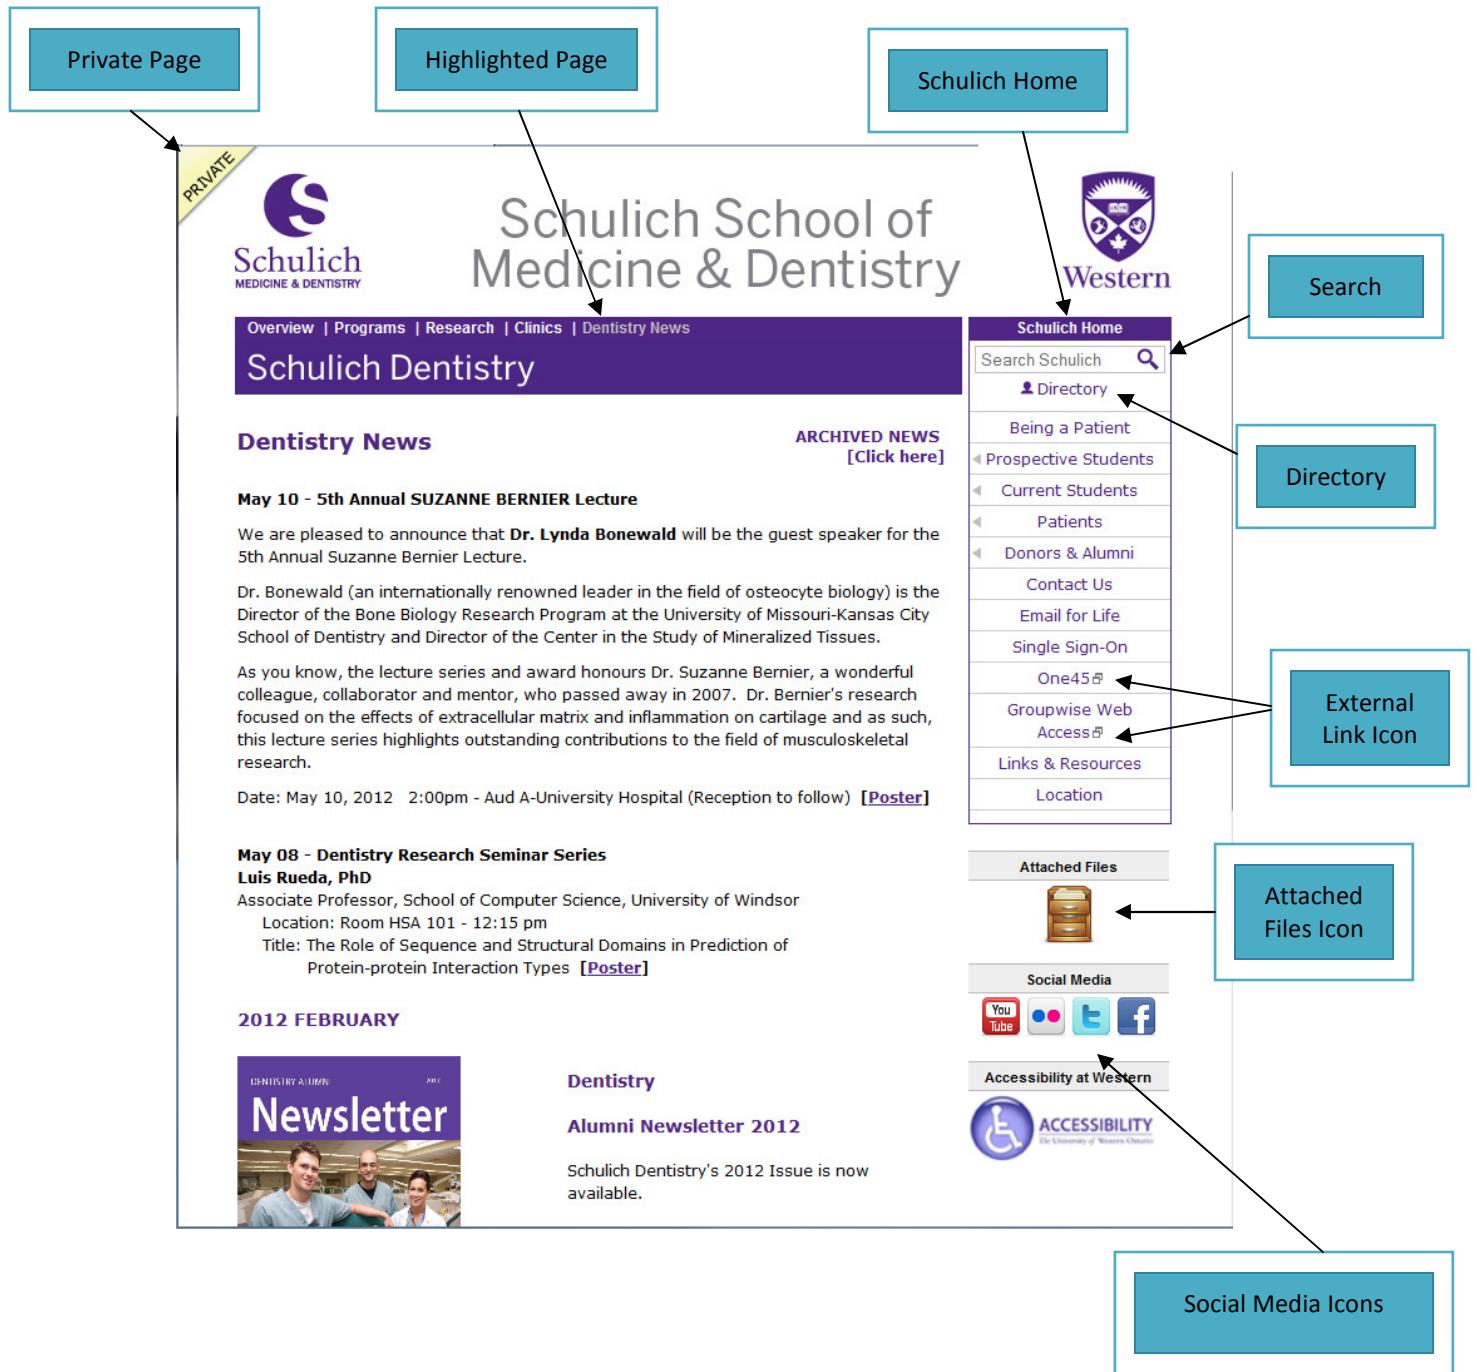 Private Page
Highlighted Page
Schulich Home
PRIVATE
Schulich
MEDICINE & DENTISTRY
Schulich School of
Medicine & Dentistry
Western
Search
Overview | Programs | Research | Clinics | Dentistry News
Schulich Dentistry
Schulich Home
Search Schulich
Directory
Being a Patient
Prospective Students
Current Students
Patients
Donors & Alumni
Contact Us
Email for Life
Single Sign-On
One45
Groupwise Web
Access
Links & Resources
Location
Directory
External
Link Icon
Dentistry News
ARCHIVED NEWS
[Click here]
May 10 - 5th Annual SUZANNE BERNIER Lecture
We are pleased to announce that Dr. Lynda Bonewald will be the guest speaker for the
5th Annual Suzanne Bernier Lecture.
Dr. Bonewald (an internationally renowned leader in the field of osteocyte biology) is the
Director of the Bone Biology Research Program at the University of Missouri-Kansas City
School of Dentistry and Director of the Center in the Study of Mineralized Tissues.
As you know, the lecture series and award honours Dr. Suzanne Bernier, a wonderful
colleague, collaborator and mentor, who passed away in 2007.  Dr. Bernier's research
focused on the effects of extracellular matrix and inflammation on cartilage and as such,
this lecture series highlights outstanding contributions to the field of musculoskeletal
research.
Date: May 10, 2012   2:00pm - Aud A-University Hospital (Reception to follow)  [Poster]
May 08 - Dentistry Research Seminar Series
Luis Rueda, PhD
Associate Professor, School of Computer Science, University of Windsor
Location: Room HSA 101 - 12:15 pm
Title: The Role of Sequence and Structural Domains in Prediction of
Protein-protein Interaction Types  [Poster]
2012 FEBRUARY
DENTISTRY ALUMNI 2012
Newsletter
Dentistry
Alumni Newsletter 2012
Schulich Dentistry's 2012 Issue is now
available.
Attached Files
Attached
Files Icon
Social Media
You
Tube
Accessibility at Western
ACCESSIBILITY
The University of Western Ontario
Social Media Icons